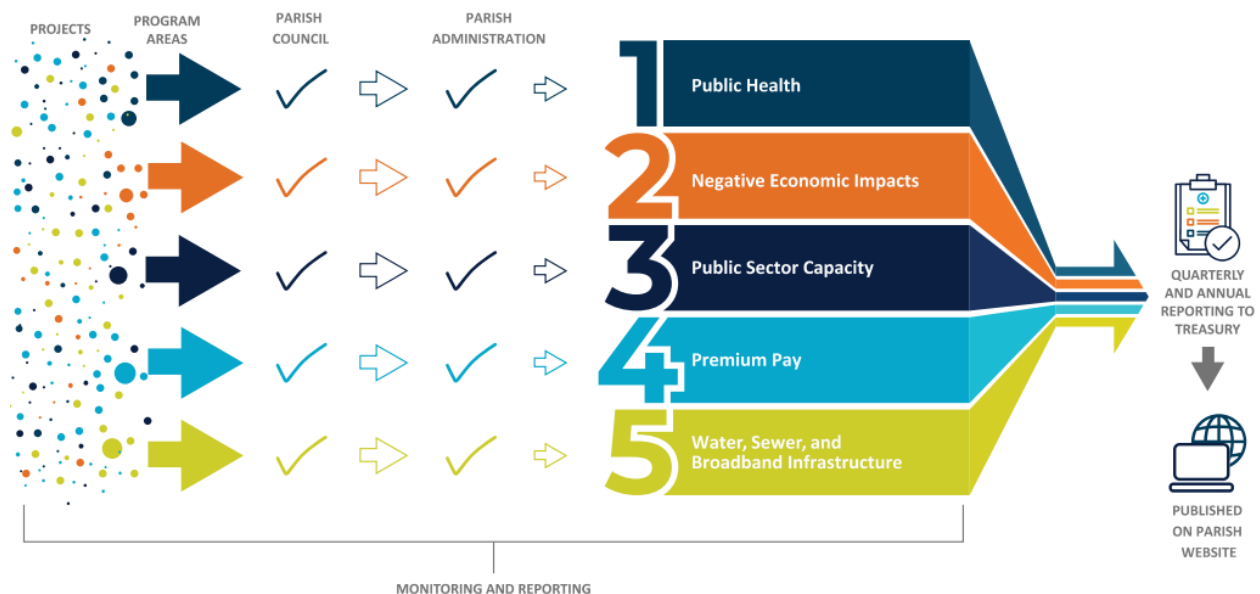 PROJECTS
PROGRAM
AREAS
PARISH
COUNCIL
PARISH
ADMINISTRATION
1
Public Health
2
Negative Economic Impacts
3
Public Sector Capacity
4
Premium Pay
5
Water, Sewer, and
Broadband Infrastructure
QUARTERLY
AND ANNUAL
REPORTING TO
TREASURY
PUBLISHED
ON PARISH
WEBSITE
MONITORING AND REPORTING